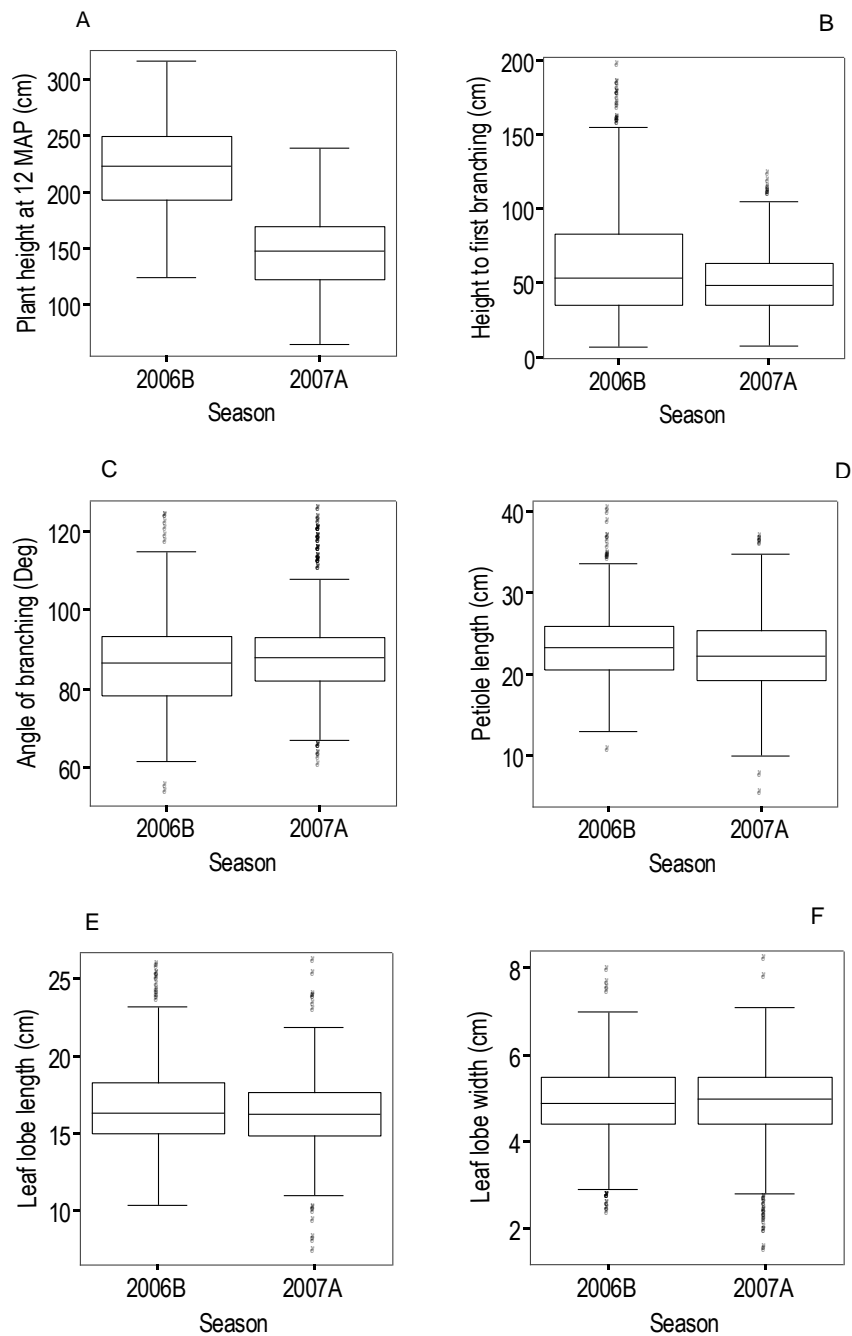 A
Plant height at 12 MAP (cm)
300
250
200
150
100
2006B 2007A
Season
B
Height to first branching (cm)
200
150
100
50
0
2006B 2007A
Season
C
Angle of branching (Deg)
120
100
80
60
2006B 2007A
Season
D
Petiole length (cm)
40
30
20
10
2006B 2007A
Season
E
Leaf lobe length (cm)
25
20
15
10
2006B 2007A
Season
F
Leaf lobe width (cm)
8
6
4
2
2006B 2007A
Season